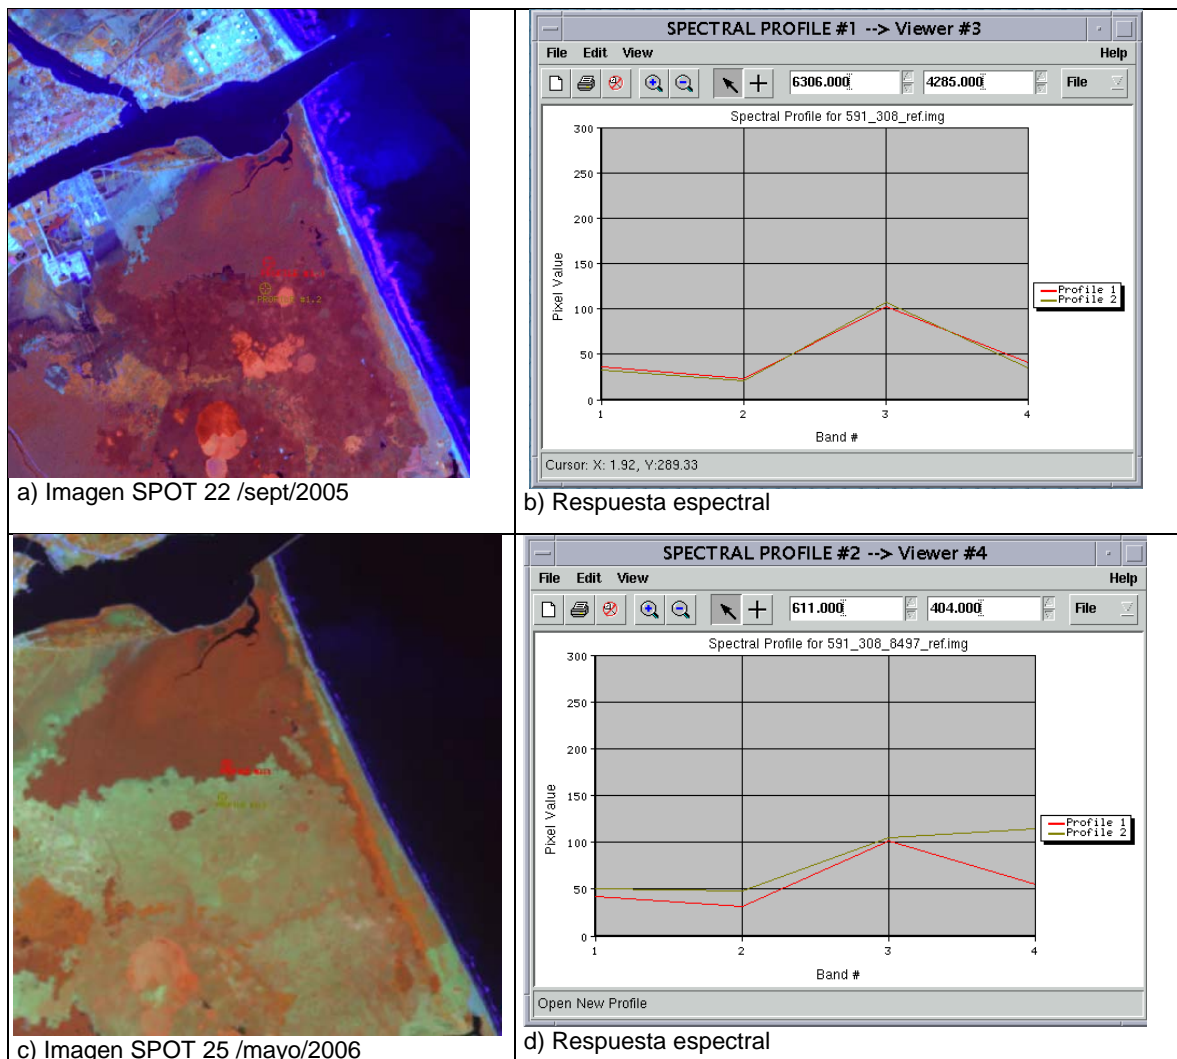 SPECTRAL PROFILE #1 --> Viewer #3
File Edit View Help
6306.000 4285.000 File
Spectral Profile for 591_308_ref.img
300
250
200
150
100
50
0
Pixel Value
1 2 3 4
Band #
Profile 1
Profile 2
Cursor: X: 1.92, Y:289.33
a) Imagen SPOT 22 /sept/2005
b) Respuesta espectral
SPECTRAL PROFILE #2 --> Viewer #4
File Edit View Help
611.000 404.000 File
Spectral Profile for 591_308_8497_ref.img
300
250
200
150
100
50
0
Pixel Value
1 2 3 4
Band #
Profile 1
Profile 2
Open New Profile
c) Imagen SPOT 25 /mayo/2006
d) Respuesta espectral